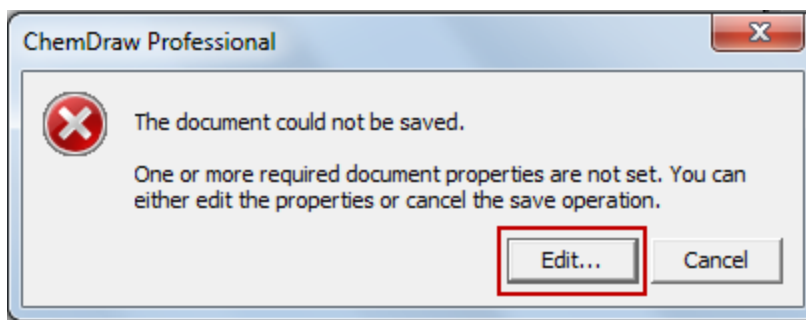 ChemDraw Professional
The document could not be saved.
One or more required document properties are not set. You can
either edit the properties or cancel the save operation.
Edit...
Cancel